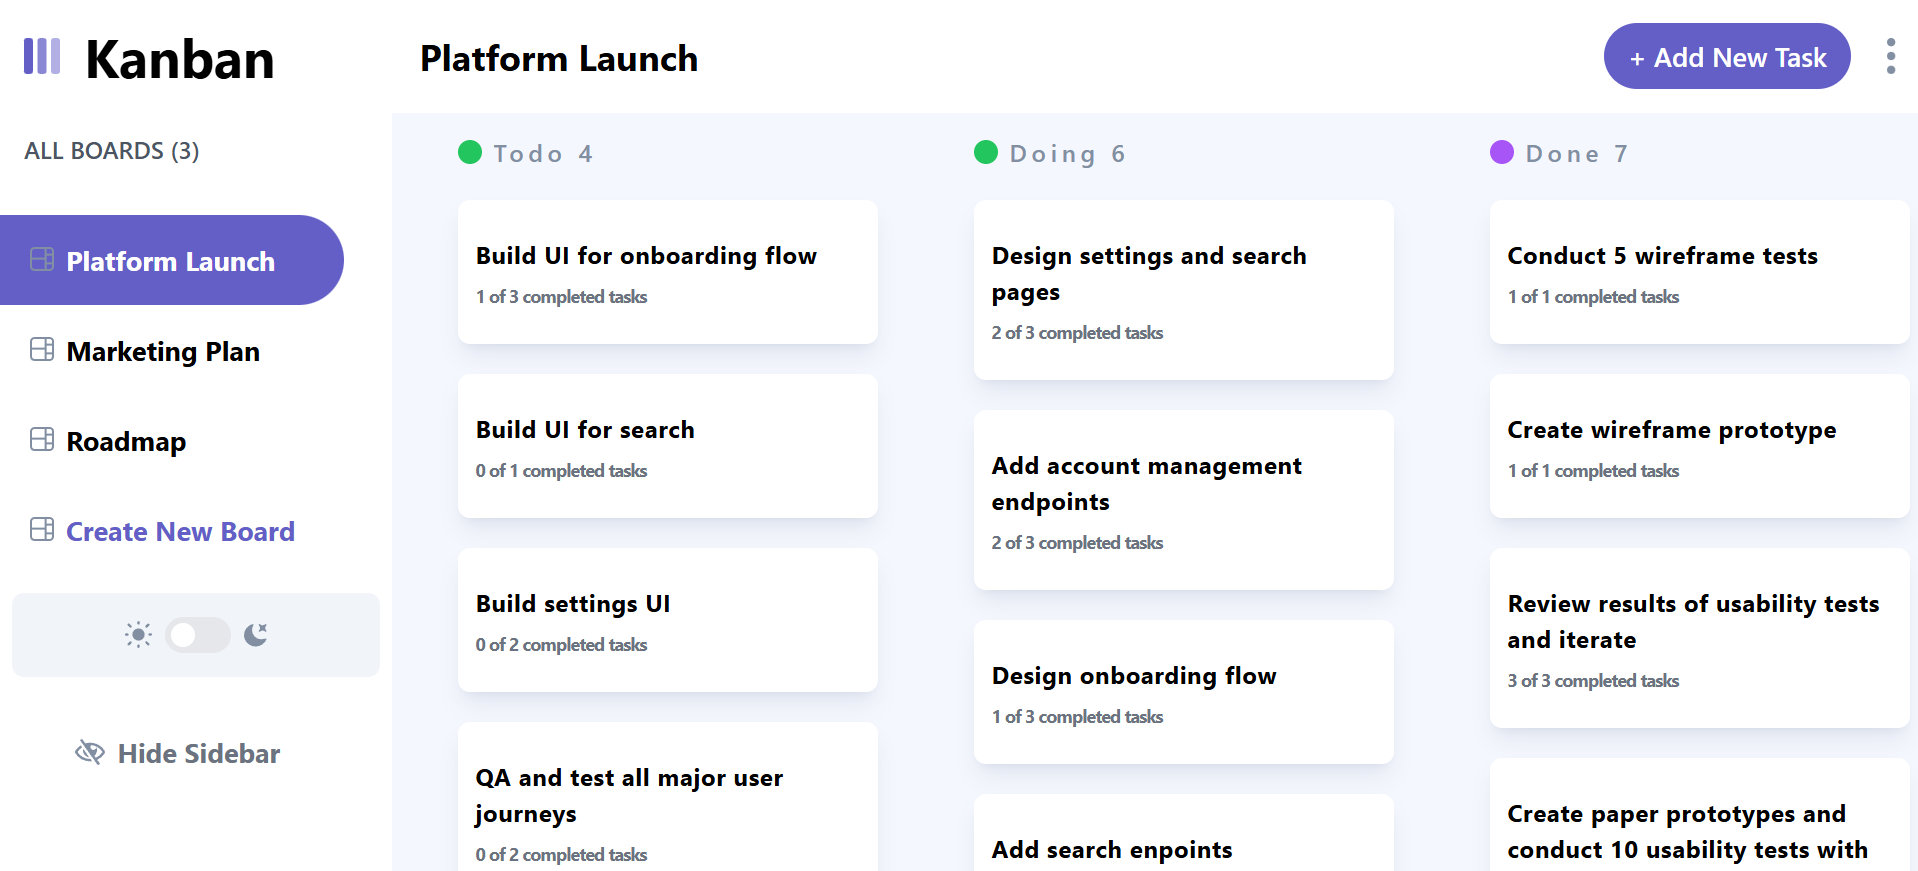 Kanban
ALL BOARDS (3)
Platform Launch
Marketing Plan
Roadmap
Create New Board
Hide Sidebar
Platform Launch
+ Add New Task
Todo 4
Build UI for onboarding flow
1 of 3 completed tasks
Build UI for search
0 of 1 completed tasks
Build settings UI
0 of 2 completed tasks
QA and test all major user
journeys
0 of 2 completed tasks
Doing 6
Design settings and search
pages
2 of 3 completed tasks
Add account management
endpoints
2 of 3 completed tasks
Design onboarding flow
1 of 3 completed tasks
Add search enpoints
Done 7
Conduct 5 wireframe tests
1 of 1 completed tasks
Create wireframe prototype
1 of 1 completed tasks
Review results of usability tests
and iterate
3 of 3 completed tasks
Create paper prototypes and
conduct 10 usability tests with